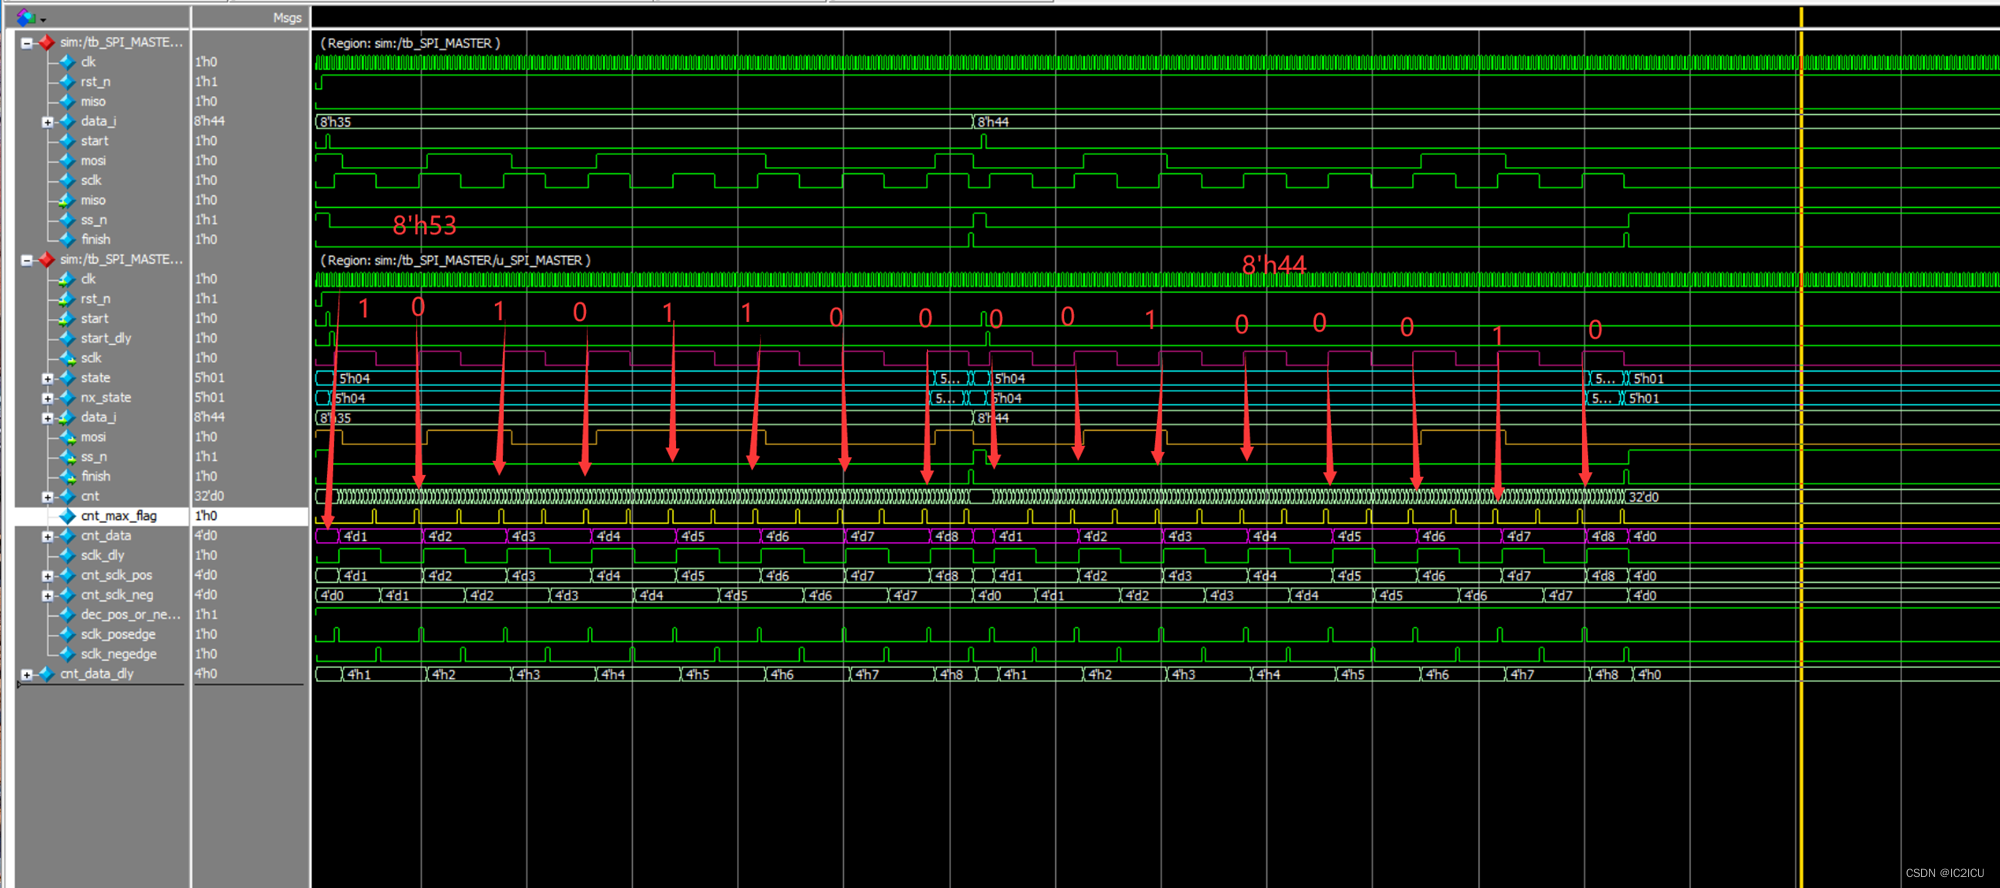 Msgs
sim:/tb_SPI_MASTE... ( Region: sim:/tb_SPI_MASTER )
clk 1'h0
rst_n 1'h1
miso 1'h0
data_i 8'h44 8'h35 8'h44
start 1'h0
mosi 1'h0
sclk 1'h0
miso 1'h0
ss_n 1'h1 8'h53
finish 1'h0
sim:/tb_SPI_MASTE... ( Region: sim:/tb_SPI_MASTER/u_SPI_MASTER )
8'h44
clk 1'h0
rst_n 1'h1
1 0 1 0 1 1 0 0 0 0 1 0 0 0 1 0
start 1'h0
start_dly 1'h0
sclk 1'h0
state 5'h01 5'h04 5... 5'h04 5... 5'h01
nx_state 5'h01 5'h04 5... 5'h04 5... 5'h01
data_i 8'h44 8'h35 8'h44
mosi 1'h0
ss_n 1'h1
finish 1'h0
cnt 32'd0 32'd0
cnt_max_flag 1'h0
cnt_data 4'd0 4'd1 4'd2 4'd3 4'd4 4'd5 4'd6 4'd7 4'd8 4'd1 4'd2 4'd3 4'd4 4'd5 4'd6 4'd7 4'd8 4'd0
sclk_dly 1'h0
cnt_sclk_pos 4'd0 4'd1 4'd2 4'd3 4'd4 4'd5 4'd6 4'd7 4'd8 4'd1 4'd2 4'd3 4'd4 4'd5 4'd6 4'd7 4'd8 4'd0
cnt_sclk_neg 4'd0 4'd0 4'd1 4'd2 4'd3 4'd4 4'd5 4'd6 4'd7 4'd0 4'd1 4'd2 4'd3 4'd4 4'd5 4'd6 4'd7 4'd0
dec_pos_or_ne... 1'h1
sclk_posedge 1'h0
sclk_negedge 1'h0
cnt_data_dly 4'h0 4'h1 4'h2 4'h3 4'h4 4'h5 4'h6 4'h7 4'h8 4'h1 4'h2 4'h3 4'h4 4'h5 4'h6 4'h7 4'h8 4'h0
CSDN @IC2ICU